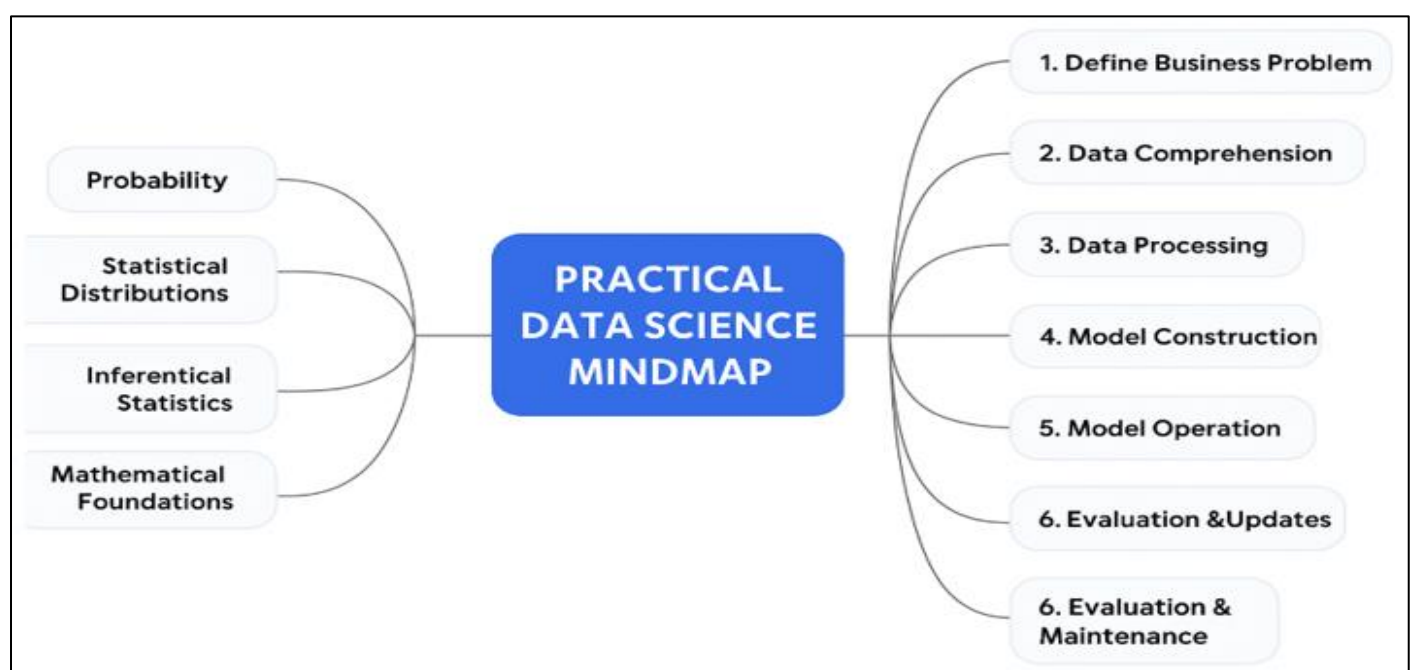 Probability
Statistical
Distributions
Inferentical
Statistics
Mathematical
Foundations
PRACTICAL
DATA SCIENCE
MINDMAP
1. Define Business Problem
2. Data Comprehension
3. Data Processing
4. Model Construction
5. Model Operation
6. Evaluation &Updates
6. Evaluation &
Maintenance